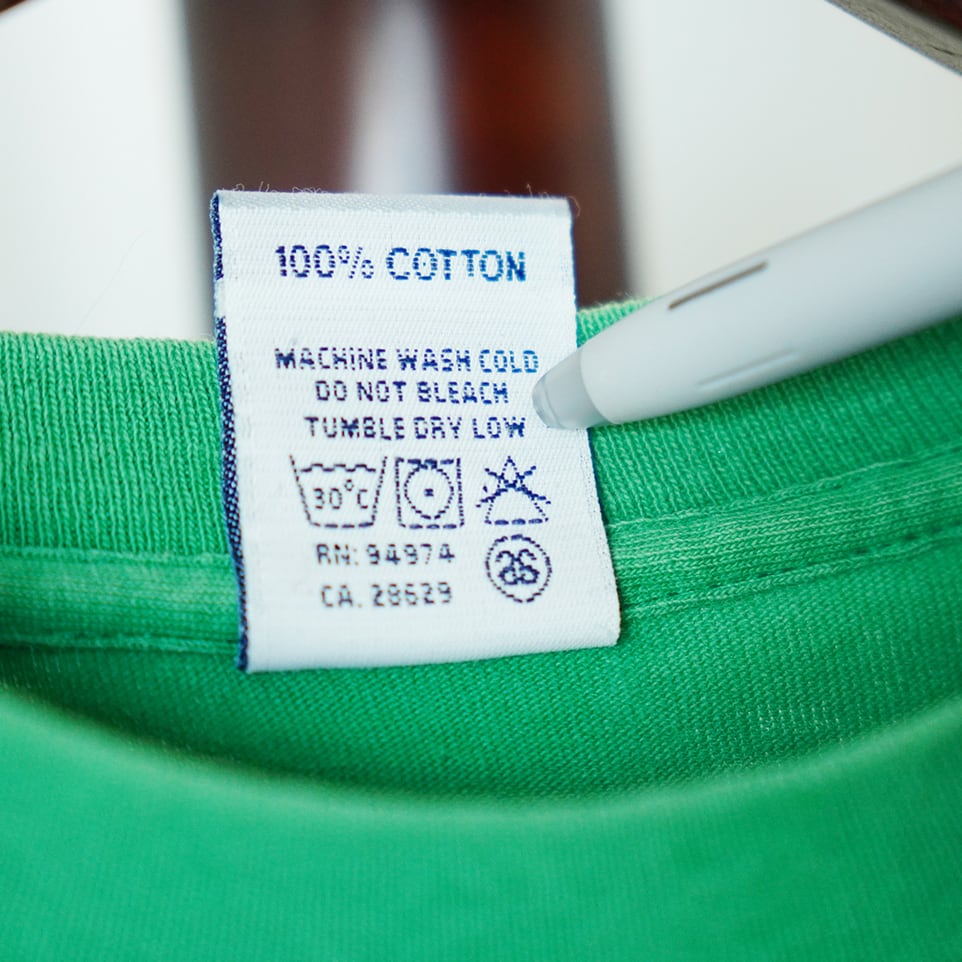 100% COTTON
MACHINE WASH COLD
DO NOT BLEACH
TUMBLE DRY LOW
30°C
RN: 94974
CA. 28629